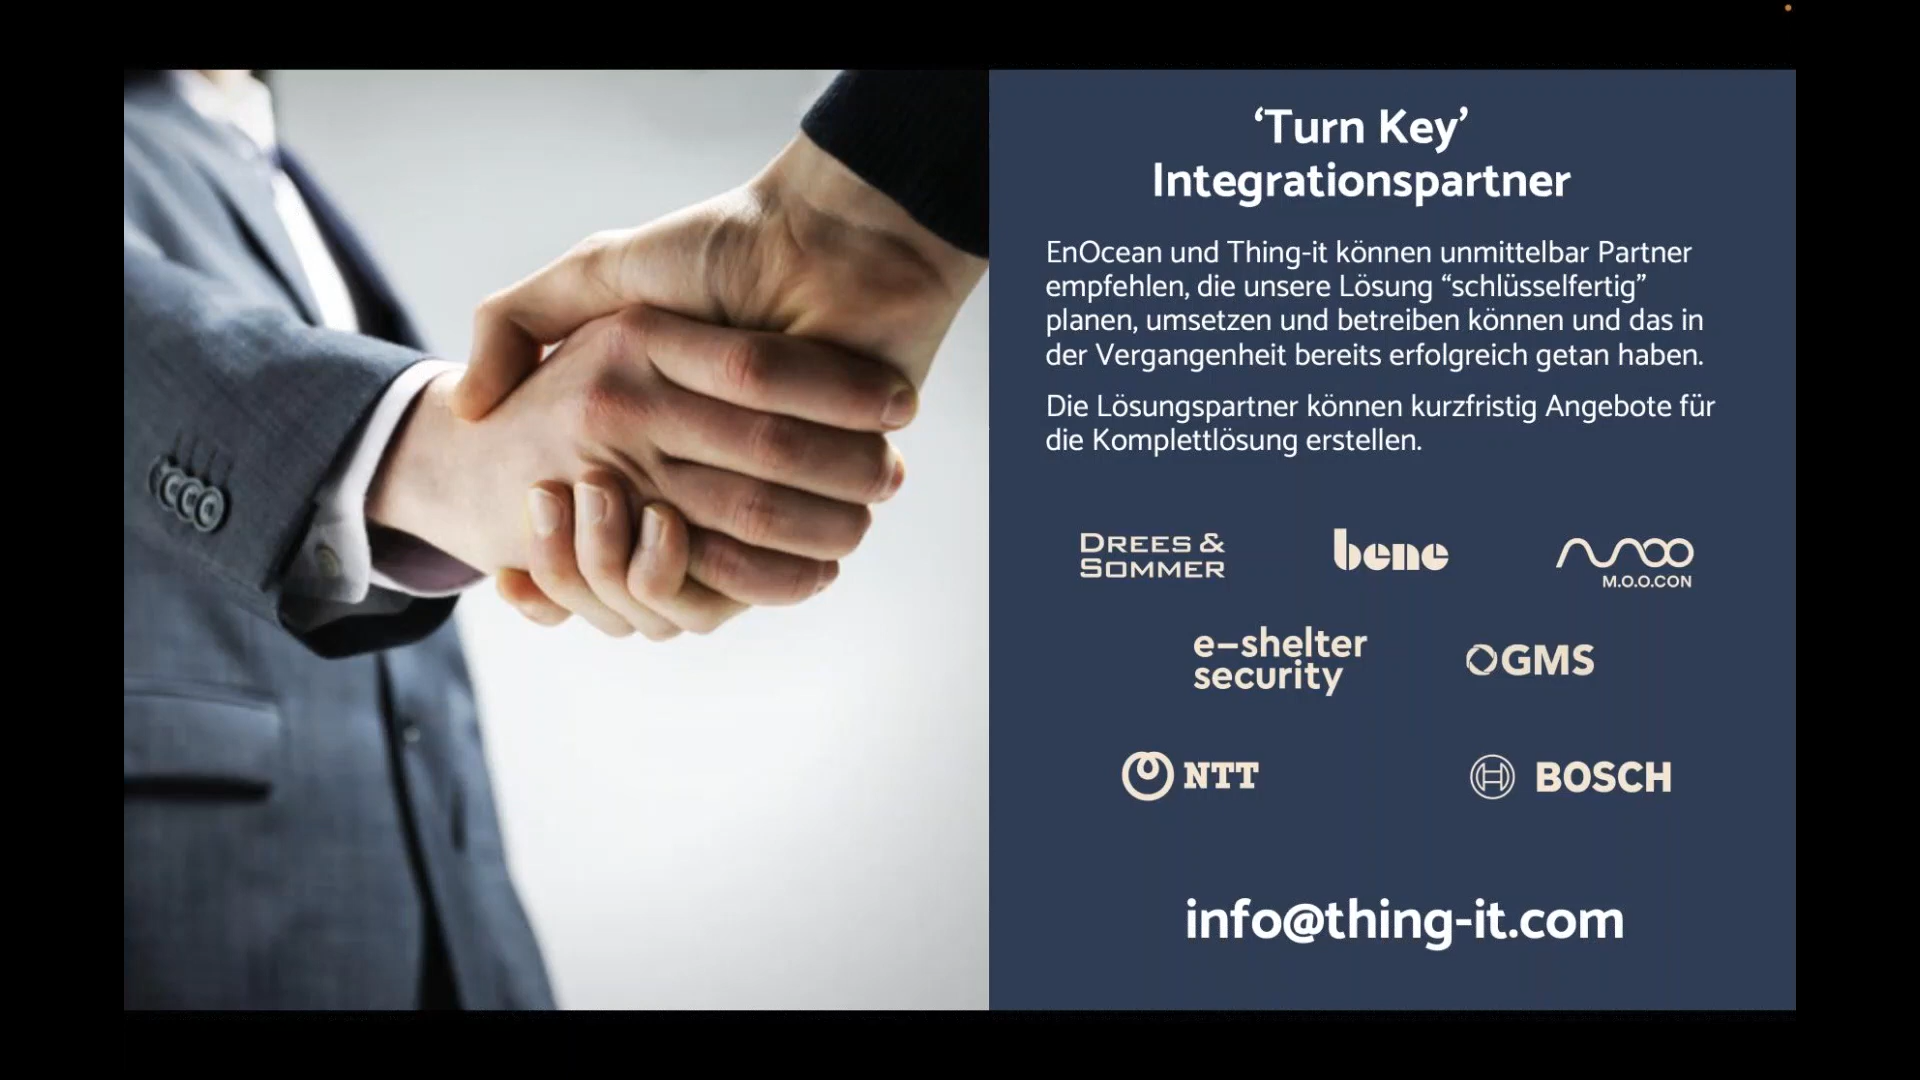 ‘Turn Key’
Integrationspartner
EnOcean und Thing-it können unmittelbar Partner
empfehlen, die unsere Lösung “schlüsselfertig”
planen, umsetzen und betreiben können und das in
der Vergangenheit bereits erfolgreich getan haben.
Die Lösungspartner können kurzfristig Angebote für
die Komplettlösung erstellen.
DREES &
SOMMER
bene
moo
M.O.O.CON
e-shelter
security
GMS
NTT
BOSCH
info@thing-it.com